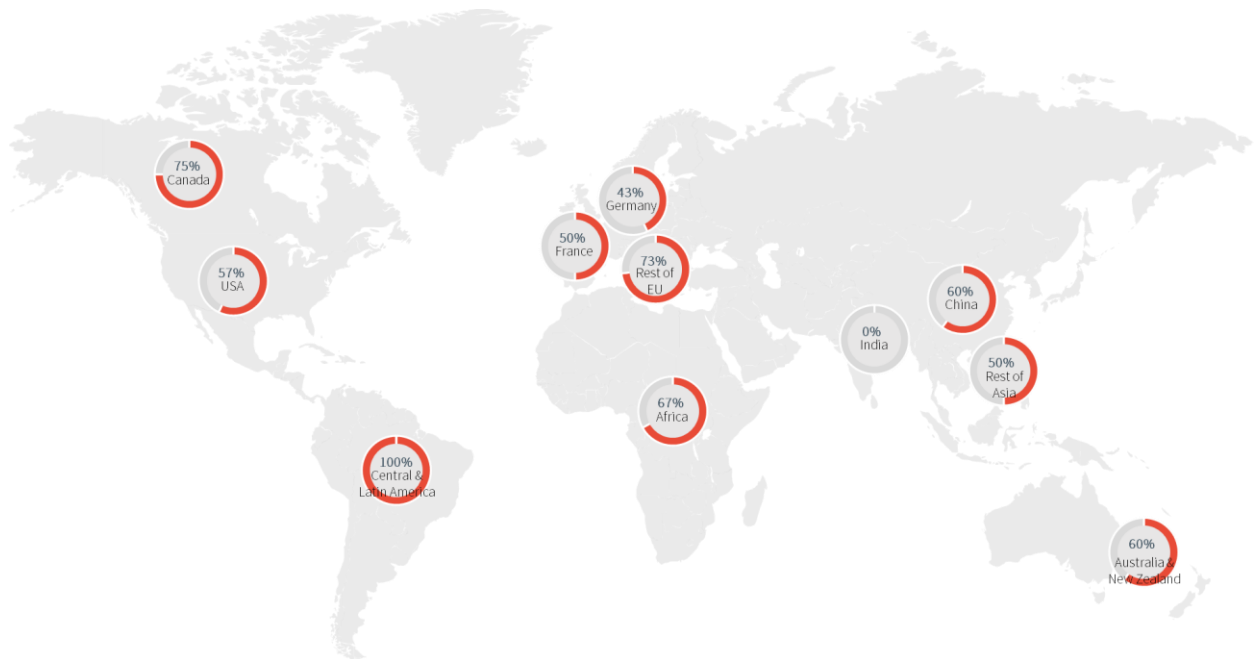 75%
Canada
43%
Germany
50%
France
57%
USA
73%
Rest of
EU
60%
China
0%
India
50%
Rest of
Asia
67%
Africa
100%
Central &
Latin America
60%
Australia &
New Zealand